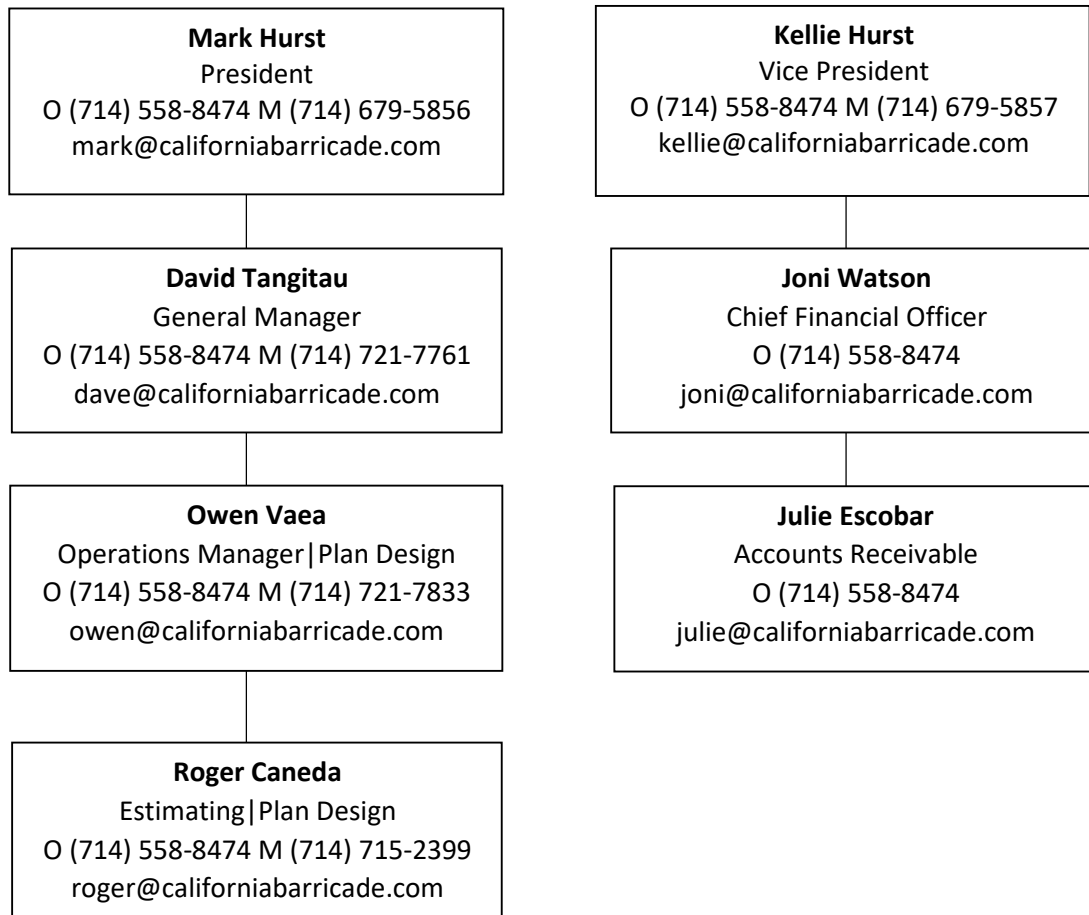 Mark Hurst
President
O (714) 558-8474 M (714) 679-5856
mark@californiabarricade.com
Kellie Hurst
Vice President
O (714) 558-8474 M (714) 679-5857
kellie@californiabarricade.com
David Tangitau
General Manager
O (714) 558-8474 M (714) 721-7761
dave@californiabarricade.com
Joni Watson
Chief Financial Officer
O (714) 558-8474
joni@californiabarricade.com
Owen Vaea
Operations Manager|Plan Design
O (714) 558-8474 M (714) 721-7833
owen@californiabarricade.com
Julie Escobar
Accounts Receivable
O (714) 558-8474
julie@californiabarricade.com
Roger Caneda
Estimating|Plan Design
O (714) 558-8474 M (714) 715-2399
roger@californiabarricade.com